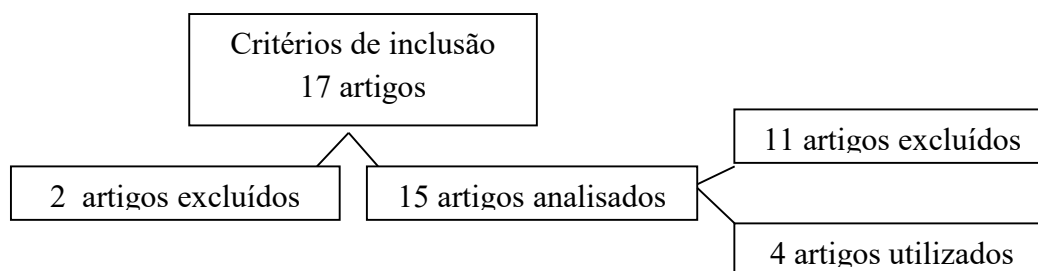 Critérios de inclusão
17 artigos
11 artigos excluídos
2 artigos excluídos
15 artigos analisados
4 artigos utilizados